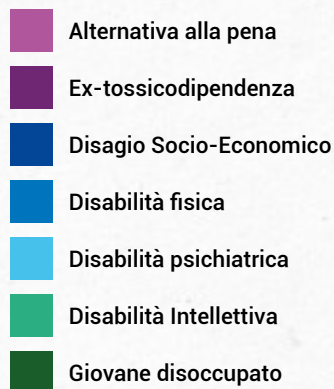 Alternativa alla pena
Ex-tossicodipendenza
Disagio Socio-Economico
Disabilità fisica
Disabilità psichiatrica
Disabilità Intellettiva
Giovane disoccupato